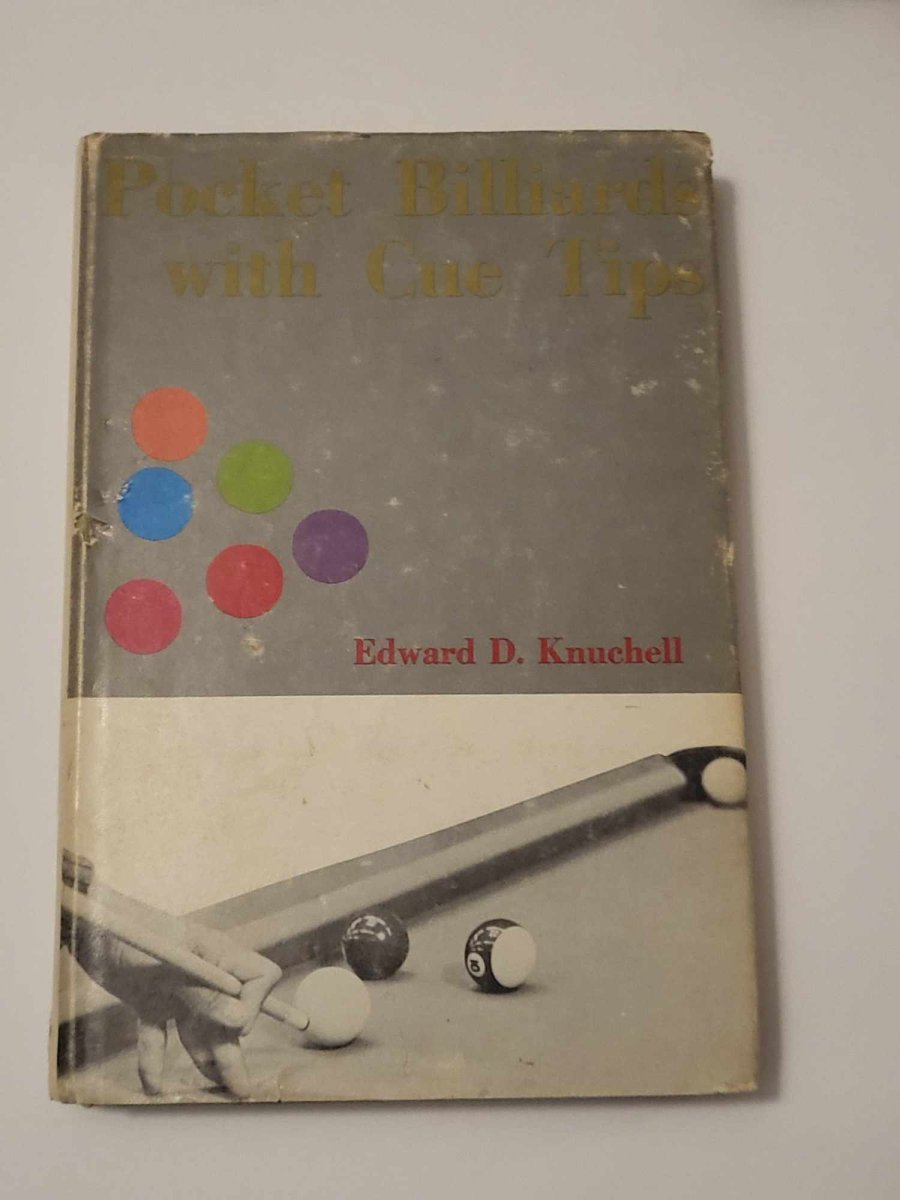 Pocket Billiards
with Cue Tips
Edward D. Knuchell